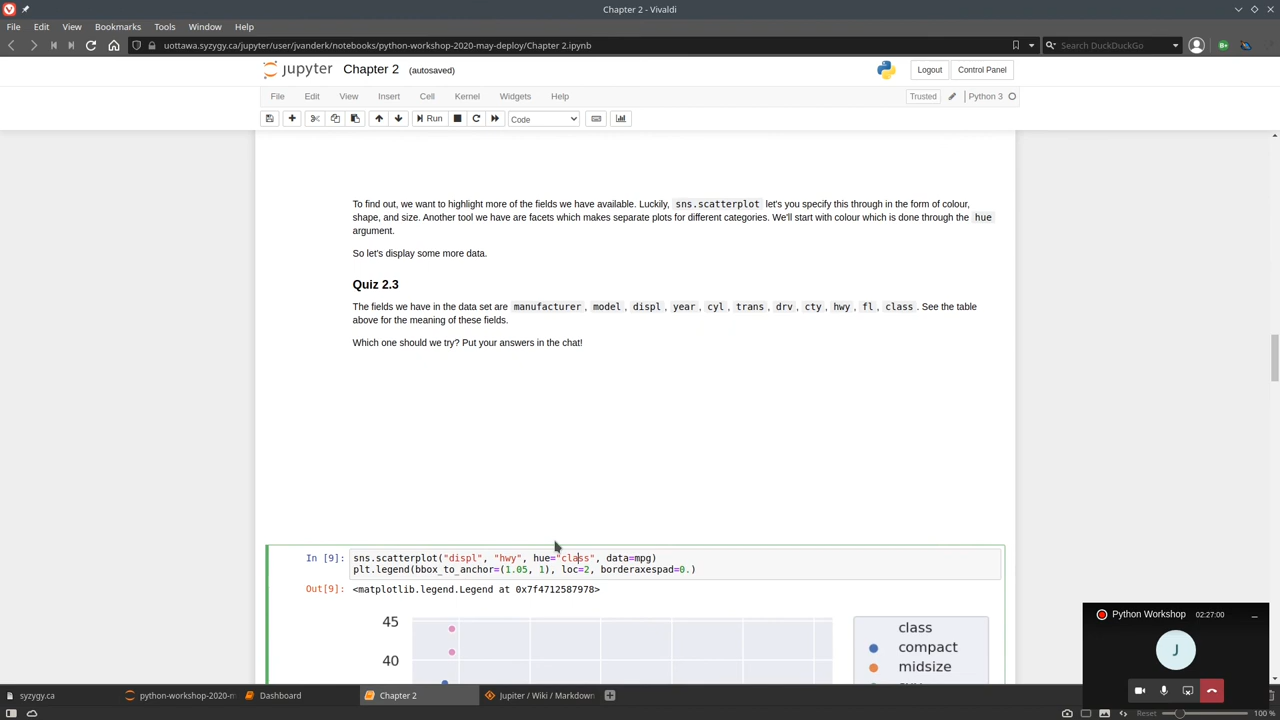 Chapter 2 - Vivaldi
File Edit View Bookmarks Tools Window Help
uottawa.syzygy.ca/jupyter/user/jvanderk/notebooks/python-workshop-2020-may-deploy/Chapter 2.ipynb
Search DuckDuckGo
jupyter Chapter 2 (autosaved)
Logout Control Panel
File Edit View Insert Cell Kernel Widgets Help
Trusted Python 3
Run Code
To find out, we want to highlight more of the fields we have available. Luckily, sns.scatterplot let's you specify this through in the form of colour,
shape, and size. Another tool we have are facets which makes separate plots for different categories. We'll start with colour which is done through the hue
argument.
So let's display some more data.
Quiz 2.3
The fields we have in the data set are manufacturer, model, displ, year, cyl, trans, drv, cty, hwy, fl, class. See the table
above for the meaning of these fields.
Which one should we try? Put your answers in the chat!
In [9]: sns.scatterplot("displ", "hwy", hue="class", data=mpg)
plt.legend(bbox_to_anchor=(1.05, 1), loc=2, borderaxespad=0.)
Out[9]: <matplotlib.legend.Legend at 0x7f4712587978>
45
40
class
compact
midsize
Python Workshop 02:27:00
J
syzygy.ca
python-workshop-2020-m
Dashboard
Chapter 2
Jupiter / Wiki / Markdown
Reset 100 %